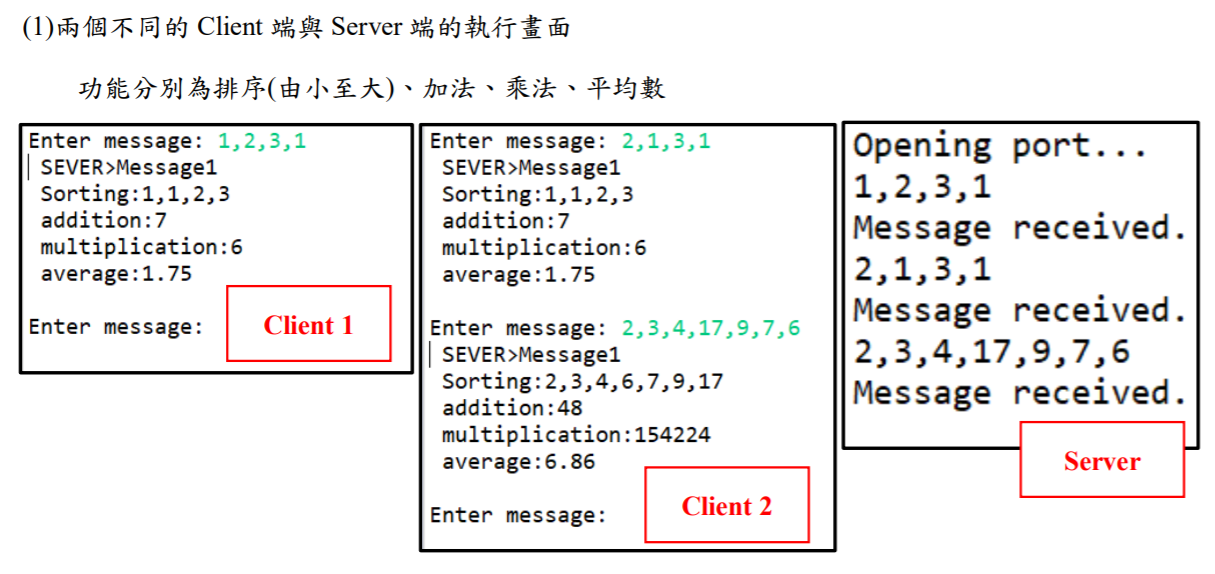 (1)兩個不同的 Client 端與 Server 端的執行畫面
功能分別為排序(由小至大)、加法、乘法、平均數
Enter message: 1,2,3,1
SEVER>Message1
Sorting:1,1,2,3
addition:7
multiplication:6
average:1.75
Enter message:
Client 1
Enter message: 2,1,3,1
SEVER>Message1
Sorting:1,1,2,3
addition:7
multiplication:6
average:1.75
Enter message: 2,3,4,17,9,7,6
SEVER>Message1
Sorting:2,3,4,6,7,9,17
addition:48
multiplication:154224
average:6.86
Enter message:
Client 2
Opening port...
1,2,3,1
Message received.
2,1,3,1
Message received.
2,3,4,17,9,7,6
Message received.
Server